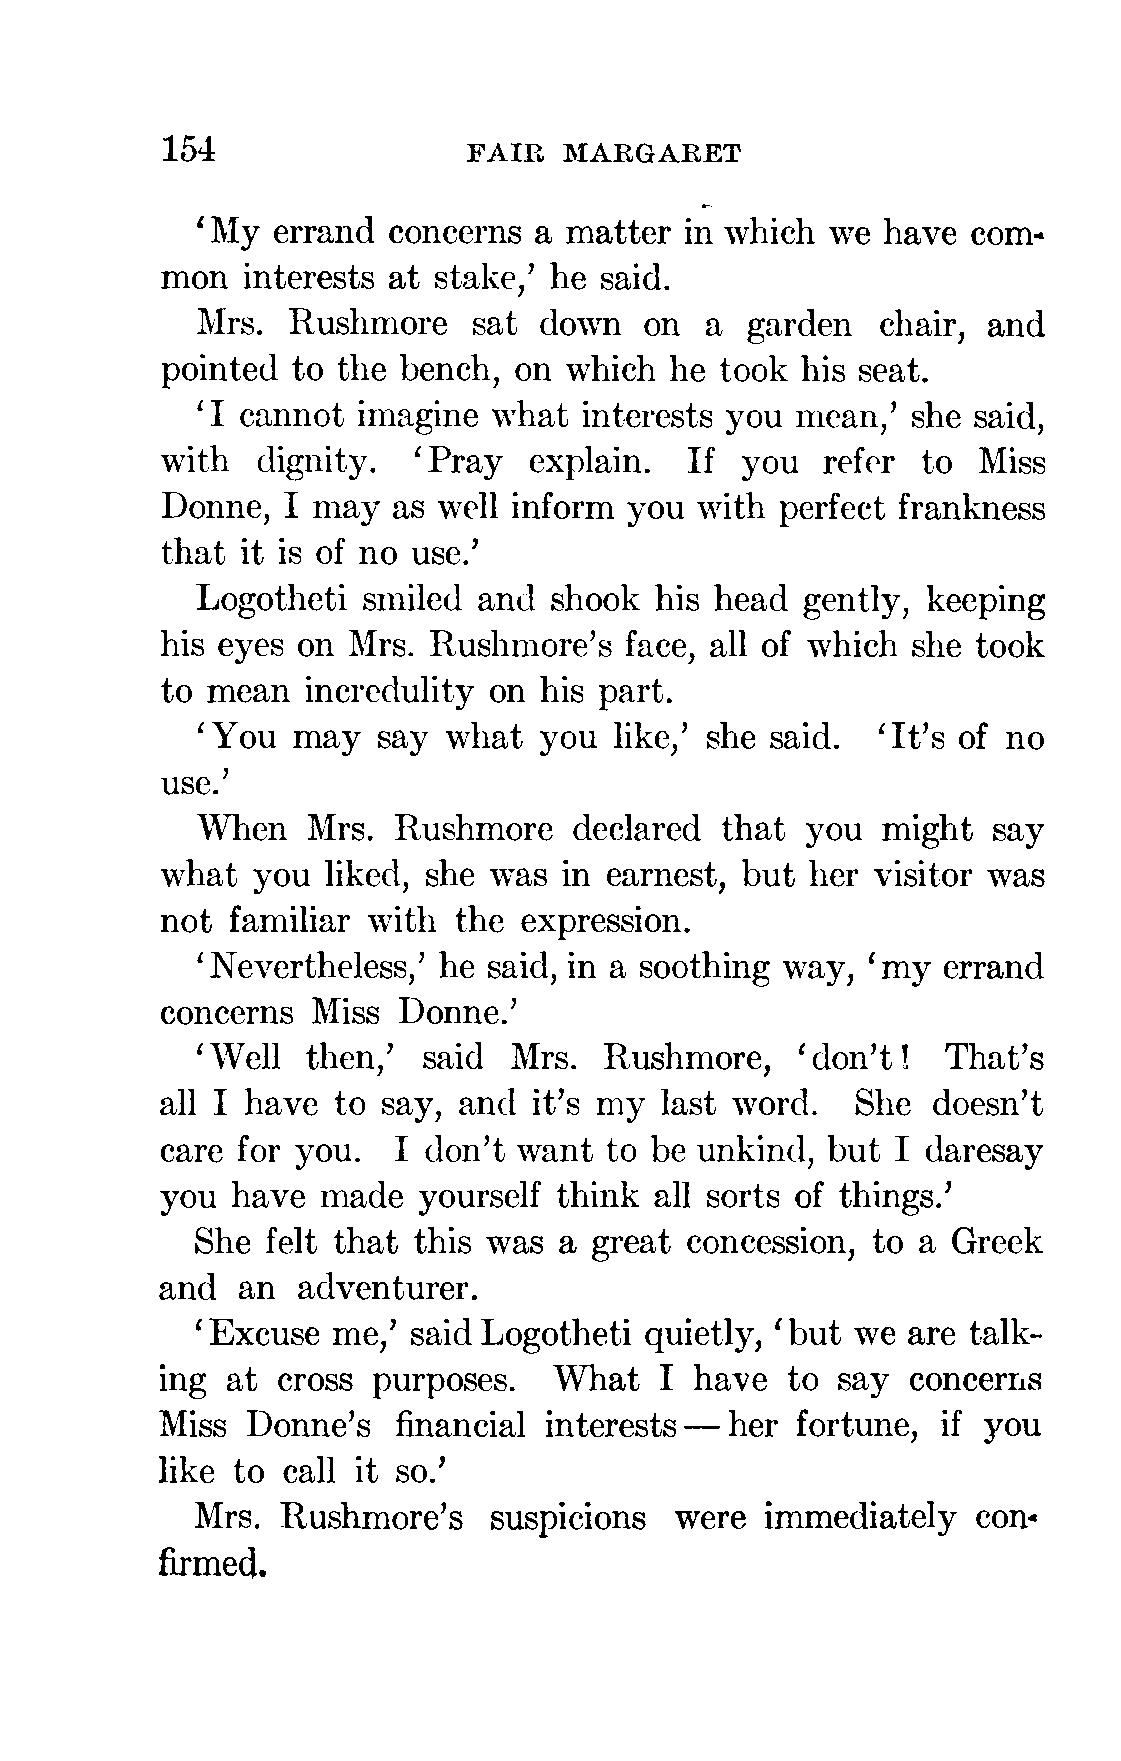 154 FAIR MARGARET
‘My errand concerns a matter in which we have com-
mon interests at stake,’ he said.
Mrs. Rushmore sat down on a garden chair, and
pointed to the bench, on which he took his seat.
‘I cannot imagine what interests you mean,’ she said,
with dignity. ‘Pray explain. If you refer to Miss
Donne, I may as well inform you with perfect frankness
that it is of no use.’
Logotheti smiled and shook his head gently, keeping
his eyes on Mrs. Rushmore’s face, all of which she took
to mean incredulity on his part.
‘You may say what you like,’ she said. ‘It’s of no
use.’
When Mrs. Rushmore declared that you might say
what you liked, she was in earnest, but her visitor was
not familiar with the expression.
‘Nevertheless,’ he said, in a soothing way, ‘my errand
concerns Miss Donne.’
‘Well then,’ said Mrs. Rushmore, ‘don’t! That’s
all I have to say, and it’s my last word. She doesn’t
care for you. I don’t want to be unkind, but I daresay
you have made yourself think all sorts of things.’
She felt that this was a great concession, to a Greek
and an adventurer.
‘Excuse me,’ said Logotheti quietly, ‘but we are talk-
ing at cross purposes. What I have to say concerns
Miss Donne’s financial interests — her fortune, if you
like to call it so.’
Mrs. Rushmore’s suspicions were immediately con-
firmed.